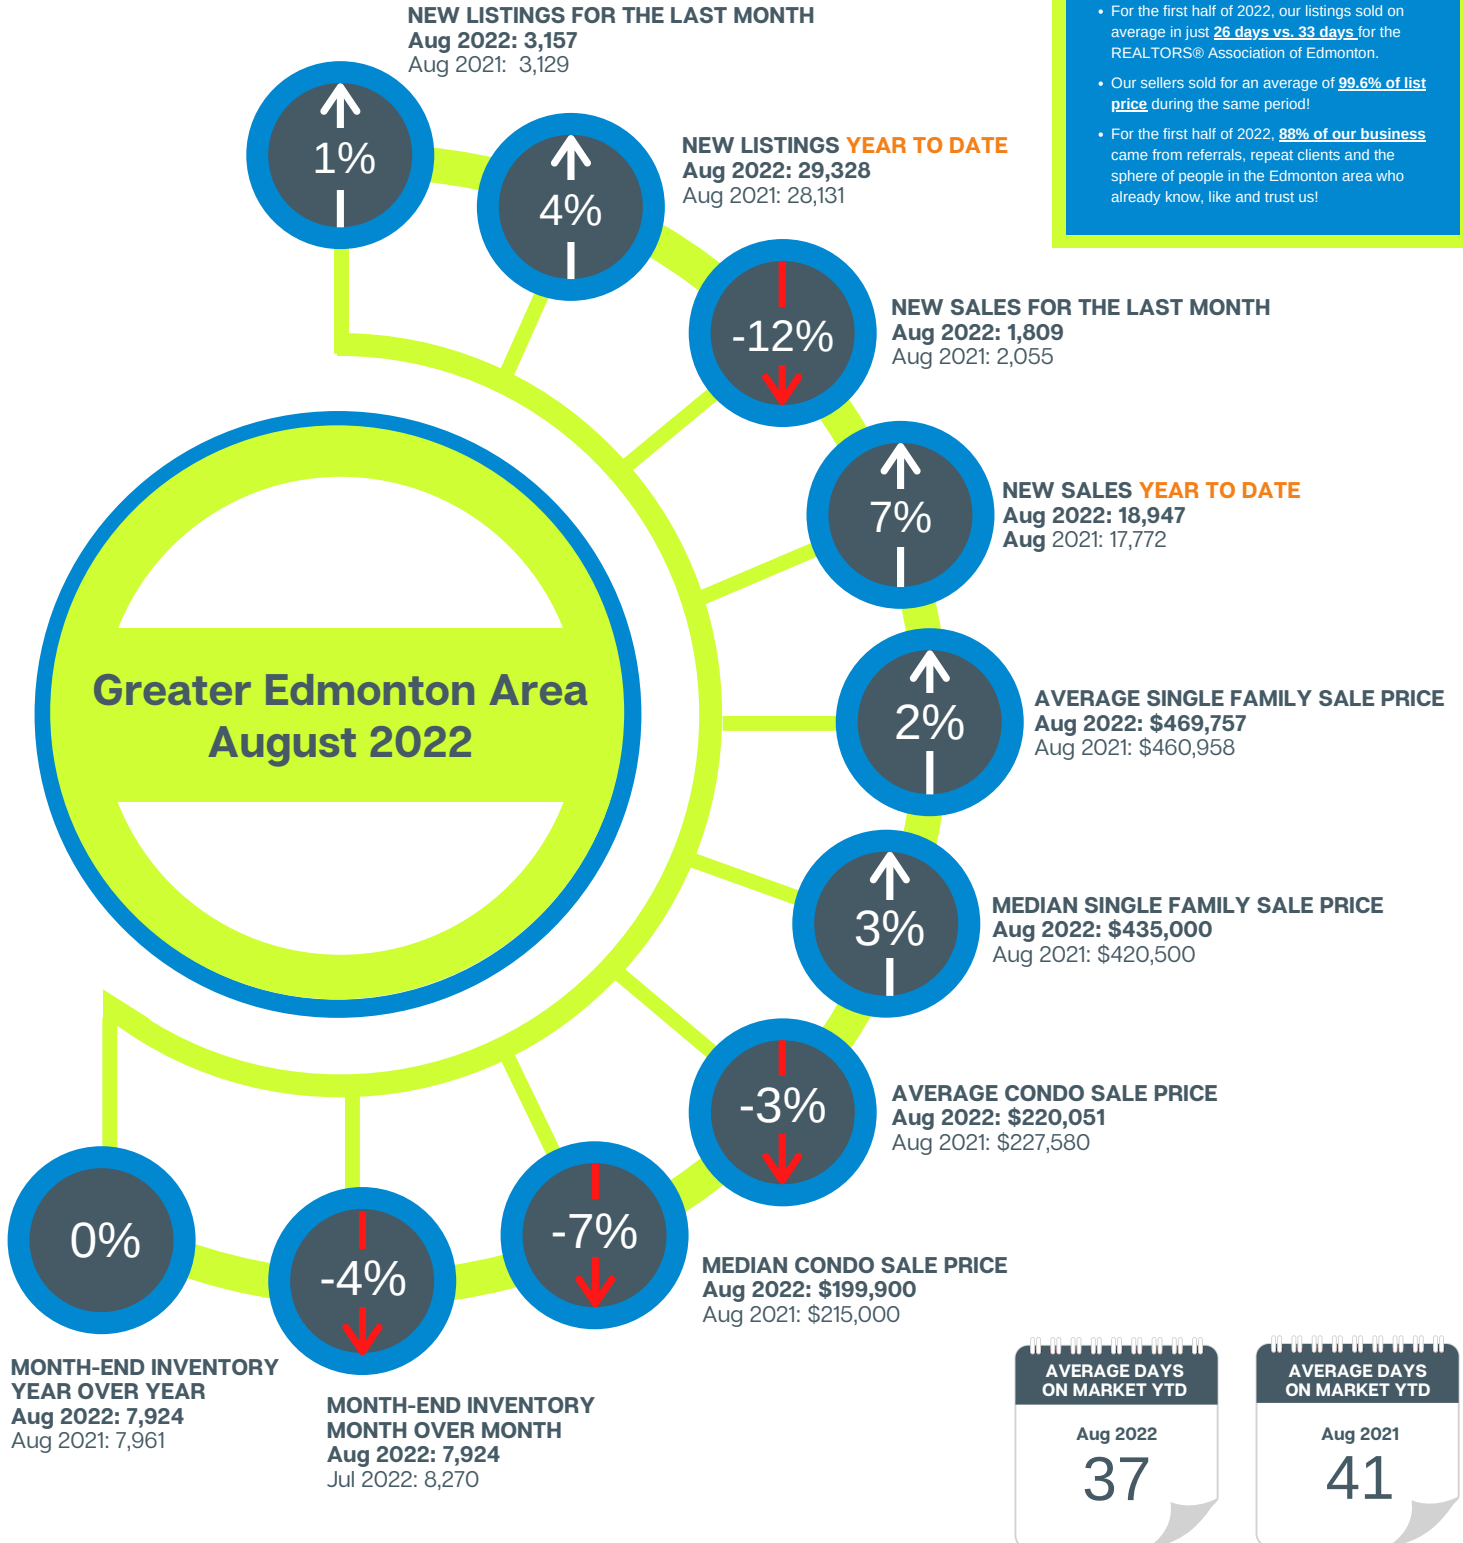 NEW LISTINGS FOR THE LAST MONTH
Aug 2022: 3,157
Aug 2021: 3,129
1%
• For the first half of 2022, our listings sold on
average in just 26 days vs. 33 days for the
REALTORS® Association of Edmonton.
• Our sellers sold for an average of 99.6% of list
price during the same period!
• For the first half of 2022, 88% of our business
came from referrals, repeat clients and the
sphere of people in the Edmonton area who
already know, like and trust us!
NEW LISTINGS YEAR TO DATE
Aug 2022: 29,328
Aug 2021: 28,131
4%
NEW SALES FOR THE LAST MONTH
Aug 2022: 1,809
Aug 2021: 2,055
-12%
NEW SALES YEAR TO DATE
Aug 2022: 18,947
Aug 2021: 17,772
7%
Greater Edmonton Area
August 2022
AVERAGE SINGLE FAMILY SALE PRICE
Aug 2022: $469,757
Aug 2021: $460,958
2%
MEDIAN SINGLE FAMILY SALE PRICE
Aug 2022: $435,000
Aug 2021: $420,500
3%
AVERAGE CONDO SALE PRICE
Aug 2022: $220,051
Aug 2021: $227,580
-3%
MEDIAN CONDO SALE PRICE
Aug 2022: $199,900
Aug 2021: $215,000
-7%
-4%
MONTH-END INVENTORY
MONTH OVER MONTH
Aug 2022: 7,924
Jul 2022: 8,270
0%
MONTH-END INVENTORY
YEAR OVER YEAR
Aug 2022: 7,924
Aug 2021: 7,961
AVERAGE DAYS
ON MARKET YTD
Aug 2022
37
AVERAGE DAYS
ON MARKET YTD
Aug 2021
41